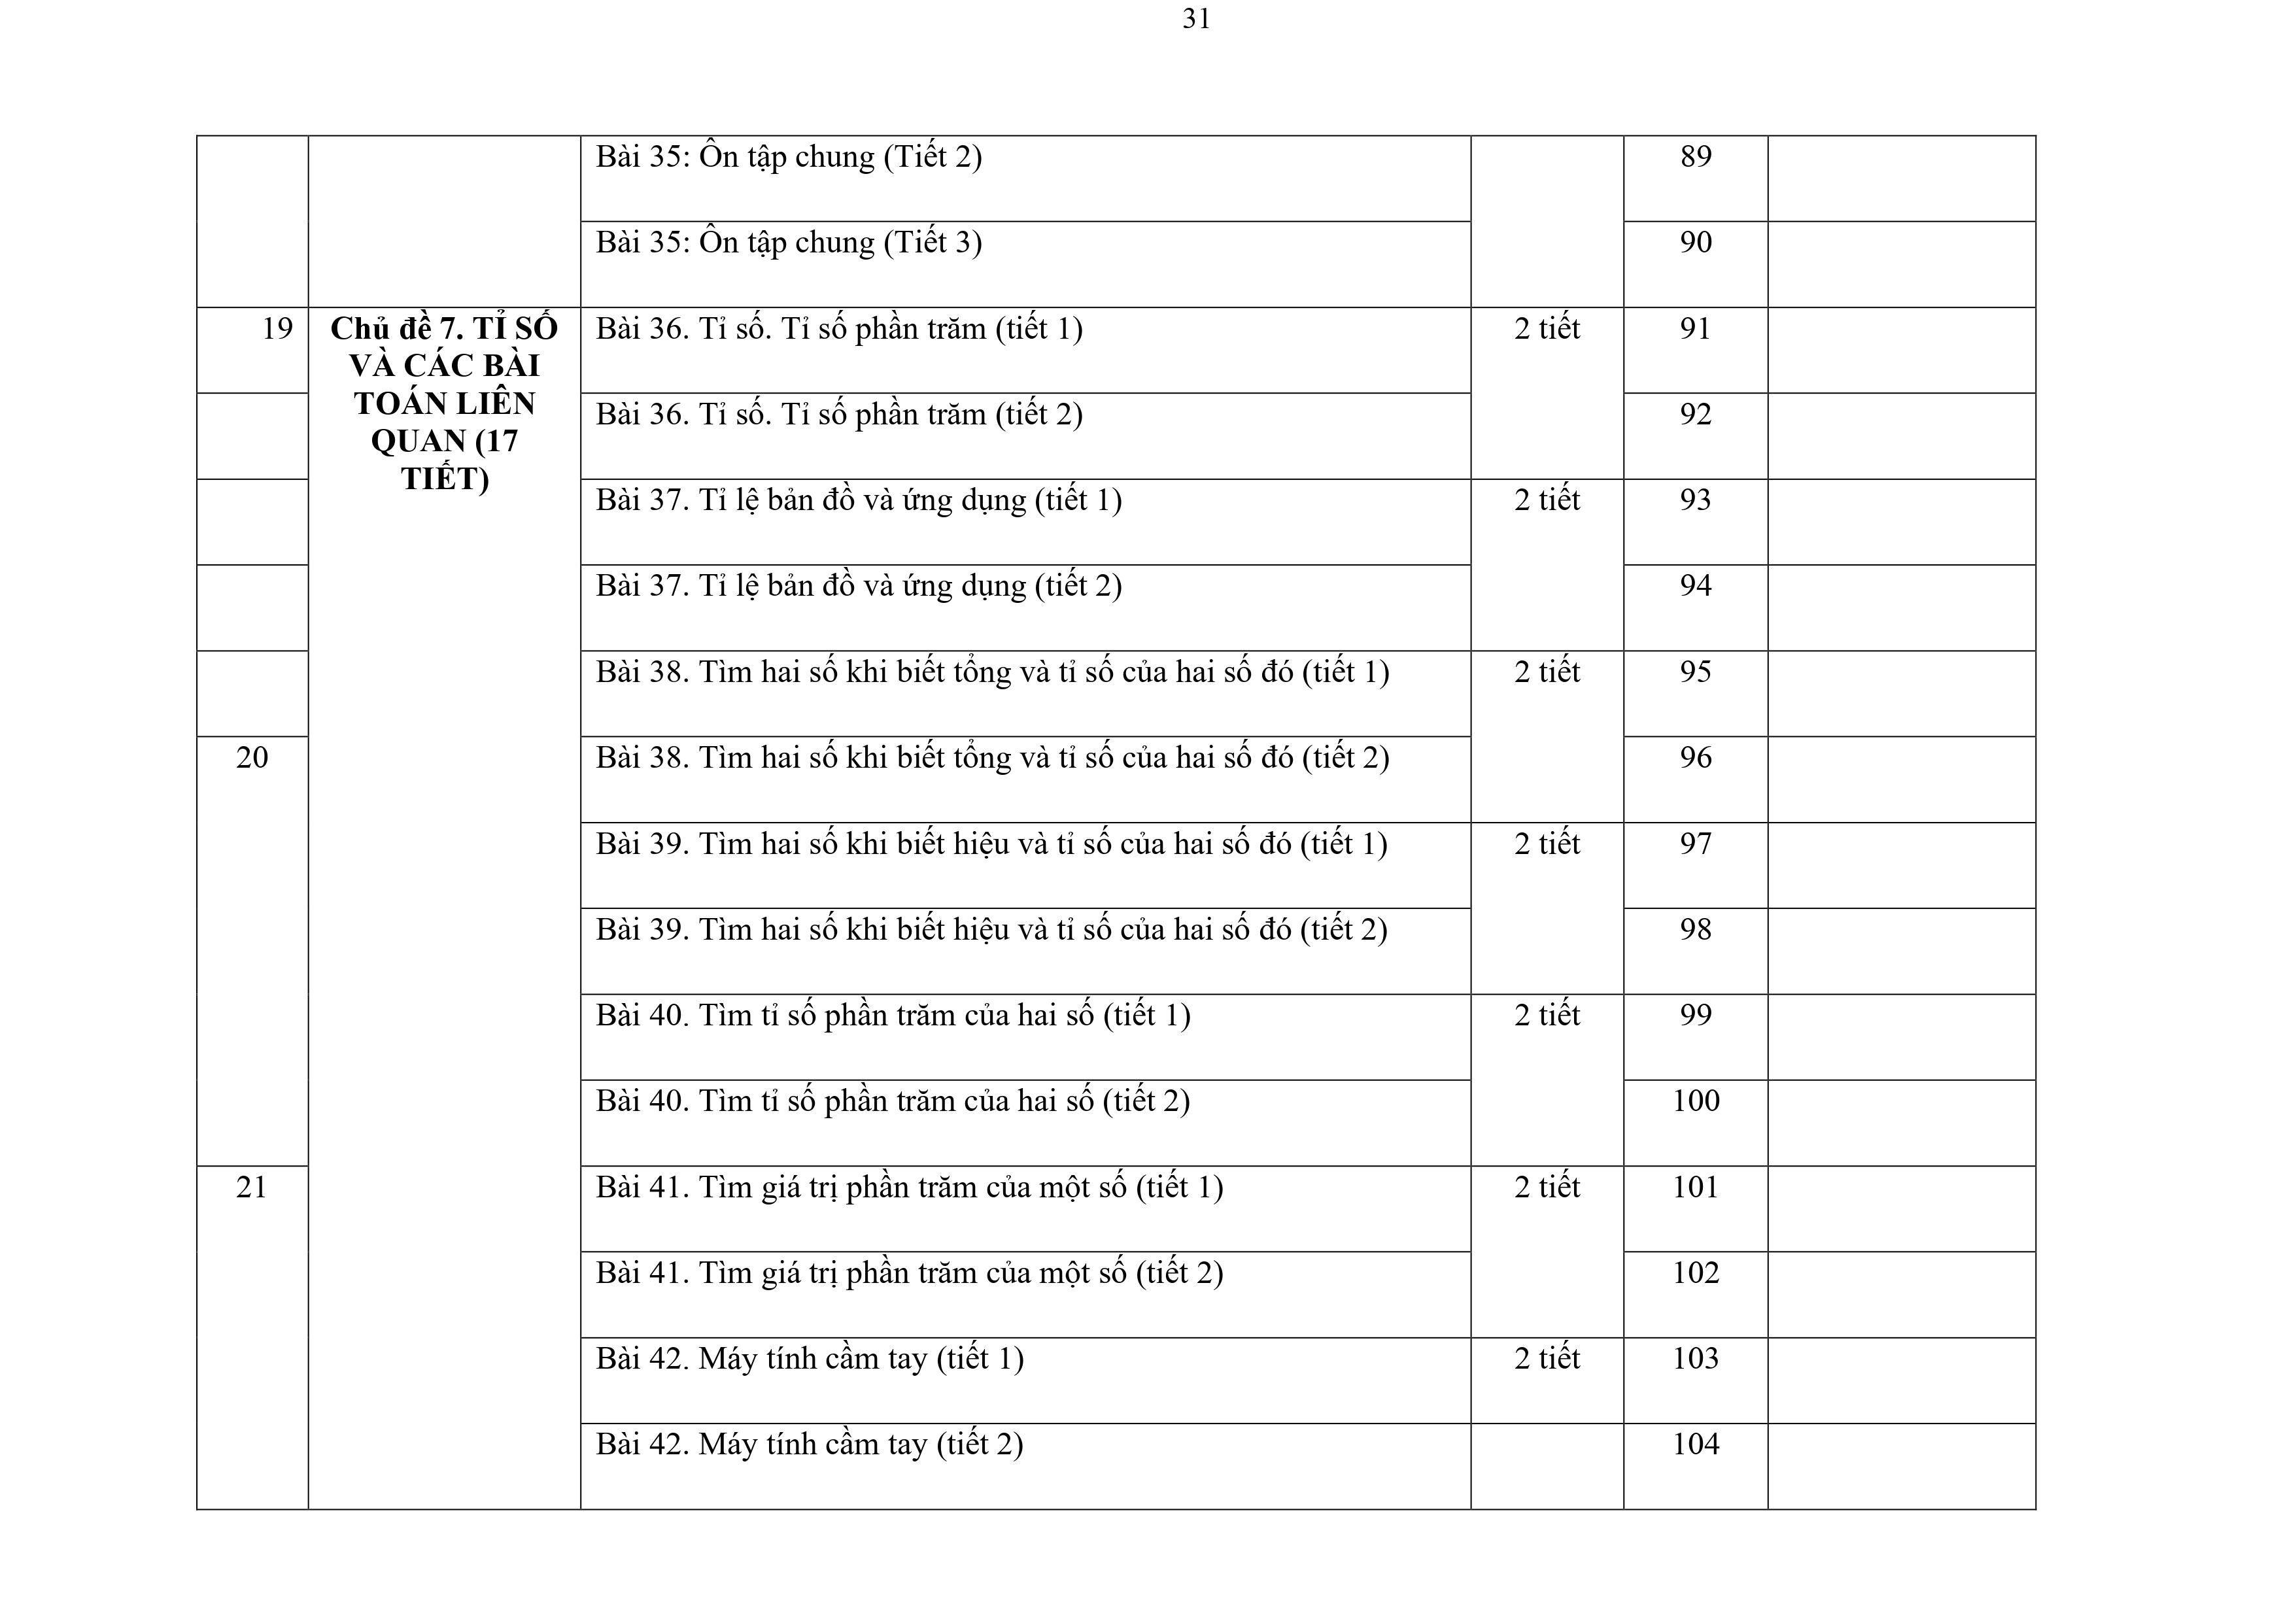 31
Bài 35: Ôn tập chung (Tiết 2) 89
Bài 35: Ôn tập chung (Tiết 3) 90
19 Chủ đề 7. TỈ SỐ VÀ CÁC BÀI TOÁN LIÊN QUAN (17 TIẾT) Bài 36. Tỉ số. Tỉ số phần trăm (tiết 1) 2 tiết 91
Bài 36. Tỉ số. Tỉ số phần trăm (tiết 2) 92
Bài 37. Tỉ lệ bản đồ và ứng dụng (tiết 1) 2 tiết 93
Bài 37. Tỉ lệ bản đồ và ứng dụng (tiết 2) 94
Bài 38. Tìm hai số khi biết tổng và tỉ số của hai số đó (tiết 1) 2 tiết 95
20 Bài 38. Tìm hai số khi biết tổng và tỉ số của hai số đó (tiết 2) 96
Bài 39. Tìm hai số khi biết hiệu và tỉ số của hai số đó (tiết 1) 2 tiết 97
Bài 39. Tìm hai số khi biết hiệu và tỉ số của hai số đó (tiết 2) 98
Bài 40. Tìm tỉ số phần trăm của hai số (tiết 1) 2 tiết 99
Bài 40. Tìm tỉ số phần trăm của hai số (tiết 2) 100
21 Bài 41. Tìm giá trị phần trăm của một số (tiết 1) 2 tiết 101
Bài 41. Tìm giá trị phần trăm của một số (tiết 2) 102
Bài 42. Máy tính cầm tay (tiết 1) 2 tiết 103
Bài 42. Máy tính cầm tay (tiết 2) 104